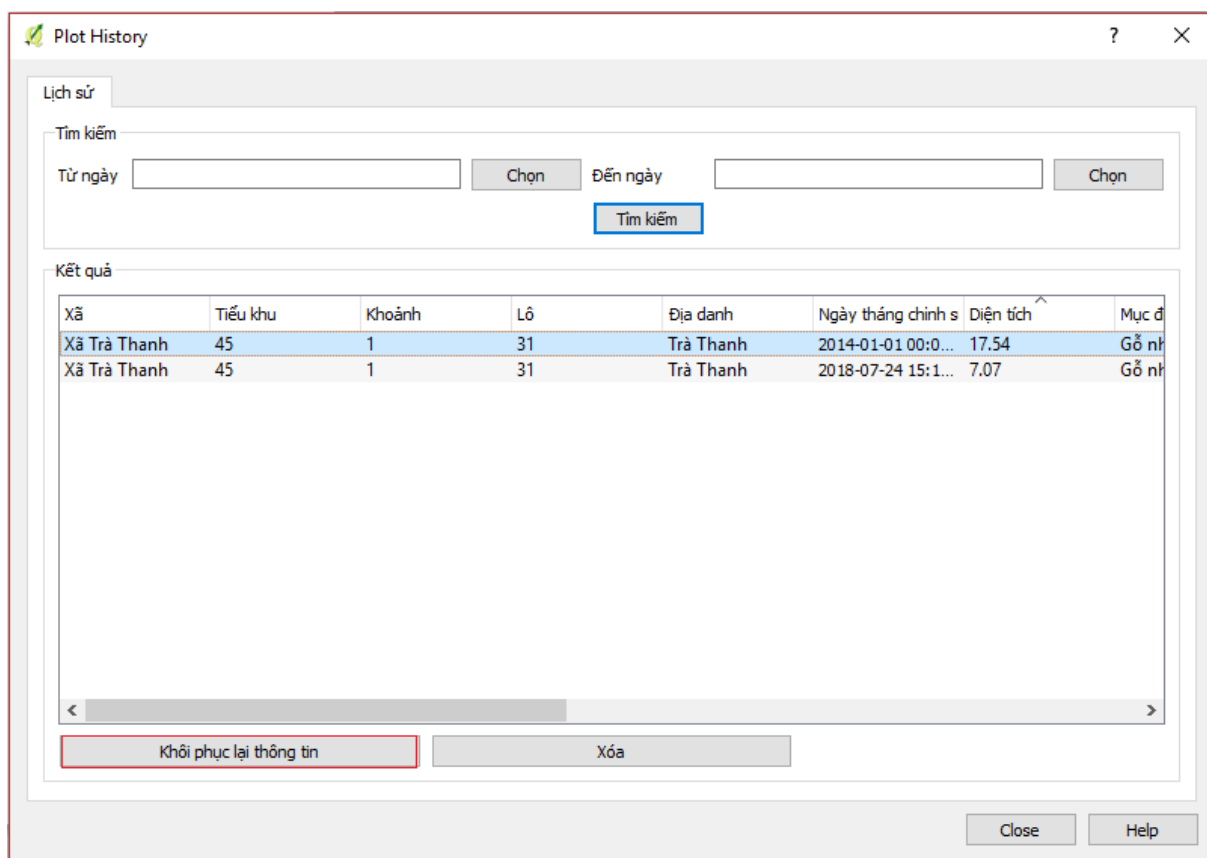 Plot History
Lịch sử
Tìm kiếm
Từ ngày Chọn Đến ngày Chọn
Tìm kiếm
Kết quả
Xã Tiểu khu Khoảnh Lô Địa danh Ngày tháng chỉnh s Diện tích Mục đ
Xã Trà Thanh 45 1 31 Trà Thanh 2014-01-01 00:0... 17.54 Gỗ nh
Xã Trà Thanh 45 1 31 Trà Thanh 2018-07-24 15:1... 7.07 Gỗ nh
Khôi phục lại thông tin Xóa
Close Help